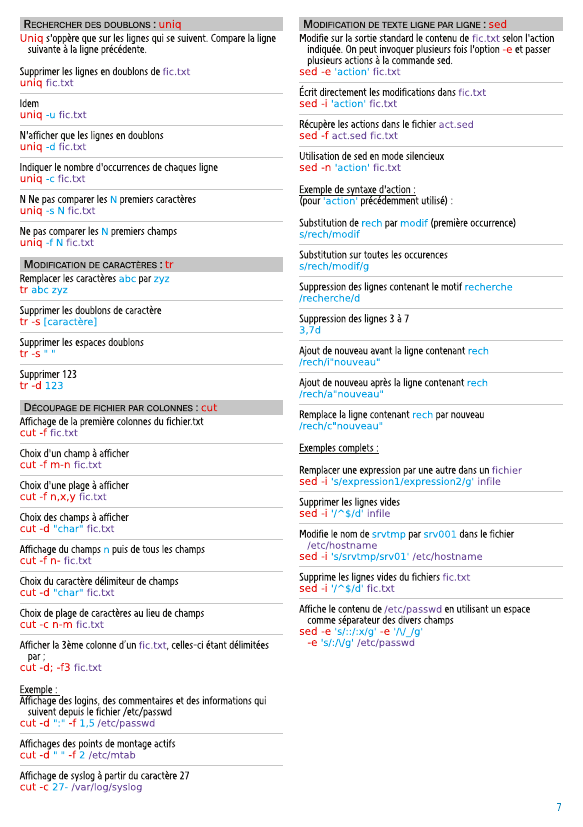 RECHERCHER DES DOUBLONS : uniq
Uniq s'oppère que sur les lignes qui se suivent. Compare la ligne
suivante à la ligne précédente.
Supprimer les lignes en doublons de fic.txt
uniq fic.txt
Idem
uniq -u fic.txt
N'afficher que les lignes en doublons
uniq -d fic.txt
Indiquer le nombre d'occurrences de chaques ligne
uniq -c fic.txt
N Ne pas comparer les N premiers caractères
uniq -s N fic.txt
Ne pas comparer les N premiers champs
uniq -f N fic.txt
MODIFICATION DE CARACTÈRES : tr
Remplacer les caractères abc par zyz
tr abc zyz
Supprimer les doublons de caractère
tr -s [caractère]
Supprimer les espaces doublons
tr -s " "
Supprimer 123
tr -d 123
DÉCOUPAGE DE FICHIER PAR COLONNES : cut
Affichage de la première colonnes du fichier.txt
cut -f fic.txt
Choix d'un champ à afficher
cut -f m-n fic.txt
Choix d'une plage à afficher
cut -f n,x,y fic.txt
Choix des champs à afficher
cut -d "char" fic.txt
Affichage du champs n puis de tous les champs
cut -f n- fic.txt
Choix du caractère délimiteur de champs
cut -d "char" fic.txt
Choix de plage de caractères au lieu de champs
cut -c n-m fic.txt
Afficher la 3ème colonne d'un fic.txt, celles-ci étant délimitées
par ;
cut -d; -f3 fic.txt
Exemple :
Affichage des logins, des commentaires et des informations qui
suivent depuis le fichier /etc/passwd
cut -d ":" -f 1,5 /etc/passwd
Affichages des points de montage actifs
cut -d " " -f 2 /etc/mtab
Affichage de syslog à partir du caractère 27
cut -c 27- /var/log/syslog
MODIFICATION DE TEXTE LIGNE PAR LIGNE : sed
Modifie sur la sortie standard le contenu de fic.txt selon l'action
indiquée. On peut invoquer plusieurs fois l'option -e et passer
plusieurs actions à la commande sed.
sed -e 'action' fic.txt
Écrit directement les modifications dans fic.txt
sed -i 'action' fic.txt
Récupère les actions dans le fichier act.sed
sed -f act.sed fic.txt
Utilisation de sed en mode silencieux
sed -n 'action' fic.txt
Exemple de syntaxe d'action :
(pour 'action' précédemment utilisé) :
Substitution de rech par modif (première occurrence)
s/rech/modif
Substitution sur toutes les occurences
s/rech/modif/g
Suppression des lignes contenant le motif recherche
/recherche/d
Suppression des lignes 3 à 7
3,7d
Ajout de nouveau avant la ligne contenant rech
/rech/i"nouveau"
Ajout de nouveau après la ligne contenant rech
/rech/a"nouveau"
Remplace la ligne contenant rech par nouveau
/rech/c"nouveau"
Exemples complets :
Remplacer une expression par une autre dans un fichier
sed -i 's/expression1/expression2/g' infile
Supprimer les lignes vides
sed -i '/^$/d' infile
Modifie le nom de srvtmp par srv001 dans le fichier
/etc/hostname
sed -i 's/srvtmp/srv01' /etc/hostname
Supprime les lignes vides du fichiers fic.txt
sed -i '/^$/d' fic.txt
Affiche le contenu de /etc/passwd en utilisant un espace
comme séparateur des divers champs
sed -e 's/::/:x/g' -e '/\/_/g'
-e 's/:/\/g' /etc/passwd
7